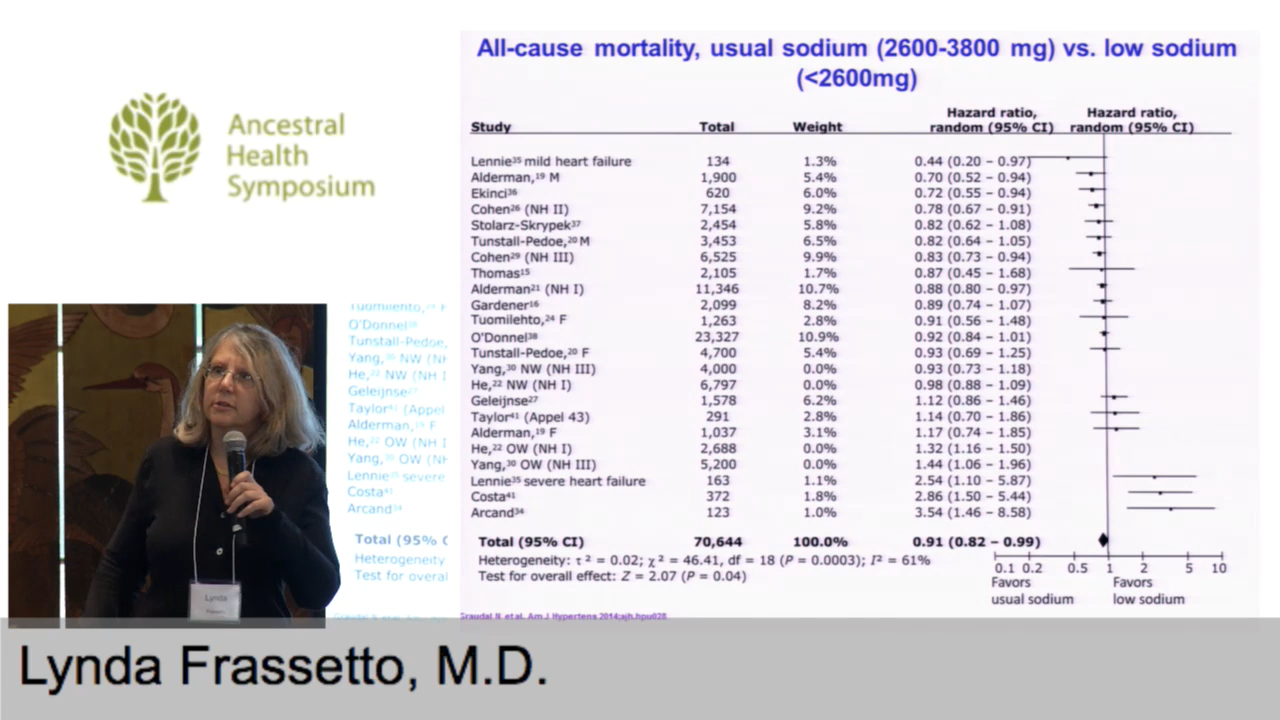 Ancestral
Health
Symposium
All-cause mortality, usual sodium (2600-3800 mg) vs. low sodium
(<2600mg)
Study Total Weight Hazard ratio, random (95% CI) Hazard ratio, random (95% CI)
Lennie³⁵ mild heart failure 134 1.3% 0.44 (0.20 – 0.97)
Alderman,¹⁹ M 1,900 5.4% 0.70 (0.52 – 0.94)
Ekinci³⁶ 620 6.0% 0.72 (0.55 – 0.94)
Cohen²⁶ (NH II) 7,154 9.2% 0.78 (0.67 – 0.91)
Stolarz-Skrypek³⁷ 2,454 5.8% 0.82 (0.62 – 1.08)
Tunstall-Pedoe,²⁰ M 3,453 6.5% 0.82 (0.64 – 1.05)
Cohen²⁹ (NH III) 6,525 9.9% 0.83 (0.73 – 0.94)
Thomas¹⁵ 2,105 1.7% 0.87 (0.45 – 1.68)
Alderman²¹ (NH I) 11,346 10.7% 0.88 (0.80 – 0.97)
Gardener¹⁶ 2,099 8.2% 0.89 (0.74 – 1.07)
Tuomilehto,²⁴ F 1,263 2.8% 0.91 (0.56 – 1.48)
O'Donnel³⁸ 23,327 10.9% 0.92 (0.84 – 1.01)
Tunstall-Pedoe,²⁰ F 4,700 5.4% 0.93 (0.69 – 1.25)
Yang,³⁰ NW (NH III) 4,000 0.0% 0.93 (0.73 – 1.18)
He,²² NW (NH I) 6,797 0.0% 0.98 (0.88 – 1.09)
Geleijnse²⁷ 1,578 6.2% 1.12 (0.86 – 1.46)
Taylor⁴¹ (Appel 43) 291 2.8% 1.14 (0.70 – 1.86)
Alderman,¹⁹ F 1,037 3.1% 1.17 (0.74 – 1.85)
He,²² OW (NH I) 2,688 0.0% 1.32 (1.16 – 1.50)
Yang,³⁰ OW (NH III) 5,200 0.0% 1.44 (1.06 – 1.96)
Lennie³⁵ severe heart failure 163 1.1% 2.54 (1.10 – 5.87)
Costa⁴¹ 372 1.8% 2.86 (1.50 – 5.44)
Arcand³⁴ 123 1.0% 3.54 (1.46 – 8.58)
Total (95% CI) 70,644 100.0% 0.91 (0.82 – 0.99)
Heterogeneity: τ² = 0.02; χ² = 46.41, df = 18 (P = 0.0003); I² = 61%
Test for overall effect: Z = 2.07 (P = 0.04)
0.1 0.2 0.5 1 2 5 10
Favors usual sodium Favors low sodium
Graudal N et al. Am J Hypertens 2014;ajh.hpu028
O'Donnel
Tunstall-Pedoe
Yang, NW (NH
He, NW (NH I
Geleijnse
Taylor (Appel
Alderman, F
He, OW (NH I
Yang, OW (NH
Lennie severe
Costa
Arcand
Total (95% C
Heterogeneity
Test for overal
Lynda
Lynda Frassetto, M.D.